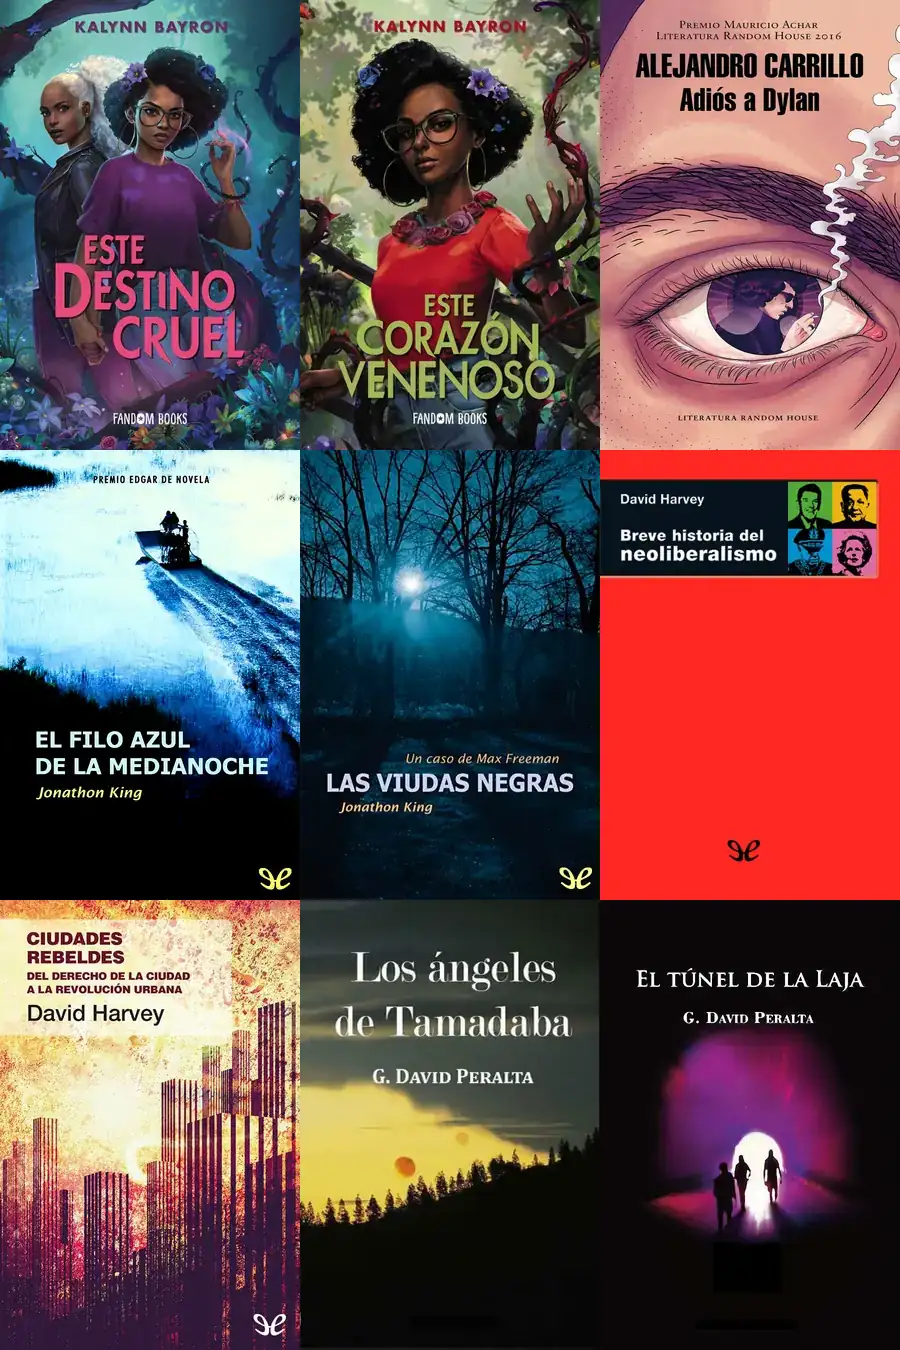 KALYNN BAYRON
ESTE
DESTINO
CRUEL
FANDOM BOOKS
KALYNN BAYRON
ESTE
CORAZÓN
VENENOSO
FANDOM BOOKS
PREMIO MAURICIO ACHAR
LITERATURA RANDOM HOUSE 2016
ALEJANDRO CARRILLO
Adiós a Dylan
LITERATURA RANDOM HOUSE
PREMIO EDGAR DE NOVELA
EL FILO AZUL
DE LA MEDIANOCHE
Jonathon King
Un caso de Max Freeman
LAS VIUDAS NEGRAS
Jonathon King
David Harvey
Breve historia del
neoliberalismo
CIUDADES
REBELDES
DEL DERECHO DE LA CIUDAD
A LA REVOLUCIÓN URBANA
David Harvey
Los ángeles
de Tamadaba
G. DAVID PERALTA
EL TÚNEL DE LA LAJA
G. DAVID PERALTA